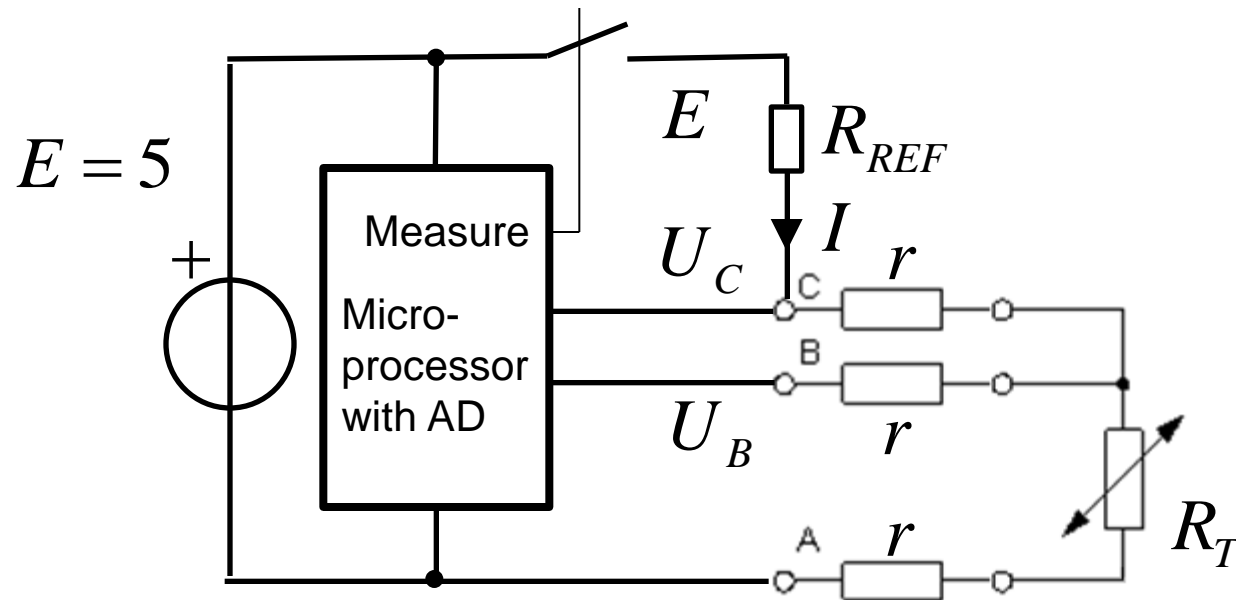 E = 5
+
Measure
Micro-
processor
with AD
E
R_REF
I
U_C
C
r
B
U_B
r
A
r
R_T